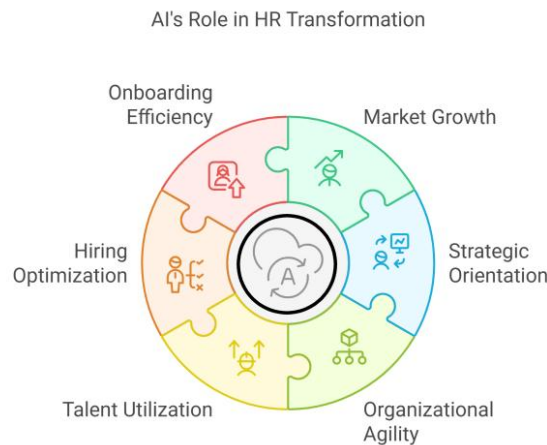 AI's Role in HR Transformation
Onboarding
Efficiency
Market Growth
Hiring
Optimization
A
Strategic
Orientation
Talent Utilization
Organizational
Agility